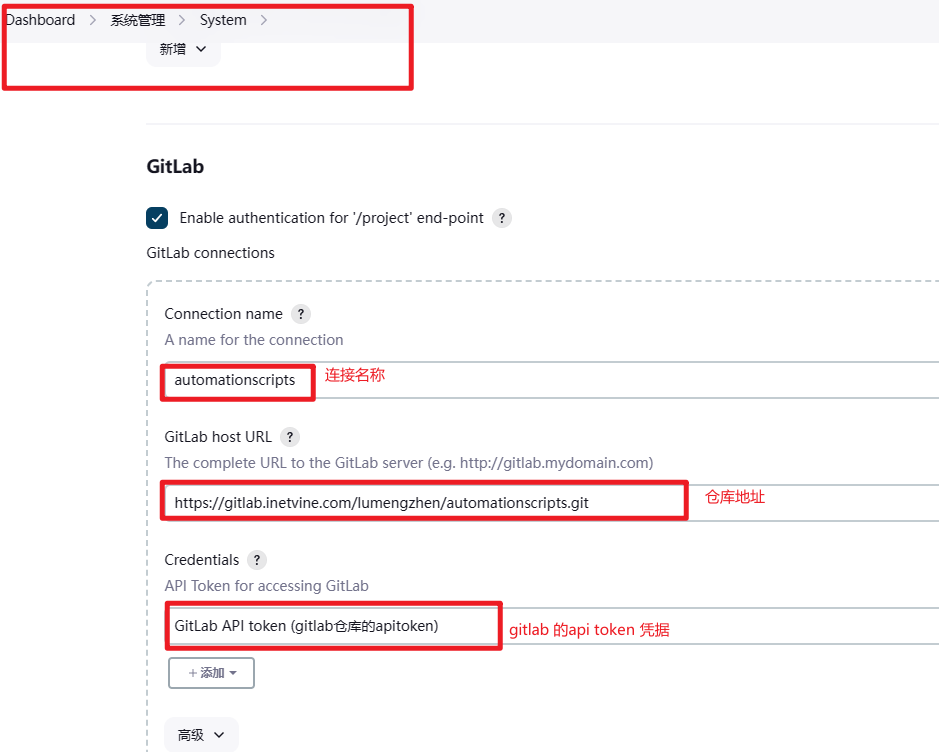 Dashboard > 系统管理 > System >
新增
GitLab
Enable authentication for '/project' end-point ?
GitLab connections
Connection name ?
A name for the connection
automationscripts 连接名称
GitLab host URL ?
The complete URL to the GitLab server (e.g. http://gitlab.mydomain.com)
https://gitlab.inetvine.com/lumengzhen/automationscripts.git 仓库地址
Credentials ?
API Token for accessing GitLab
GitLab API token (gitlab仓库的apitoken) gitlab 的api token 凭据
+ 添加
高级